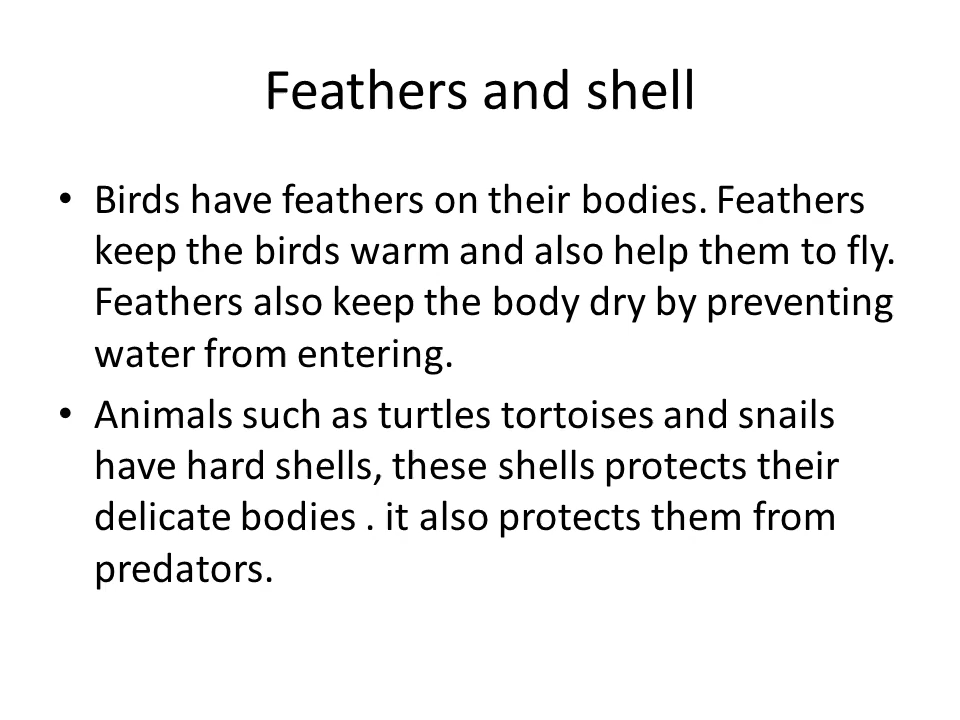 Feathers and shell
• Birds have feathers on their bodies. Feathers
keep the birds warm and also help them to fly.
Feathers also keep the body dry by preventing
water from entering.
• Animals such as turtles tortoises and snails
have hard shells, these shells protects their
delicate bodies . it also protects them from
predators.